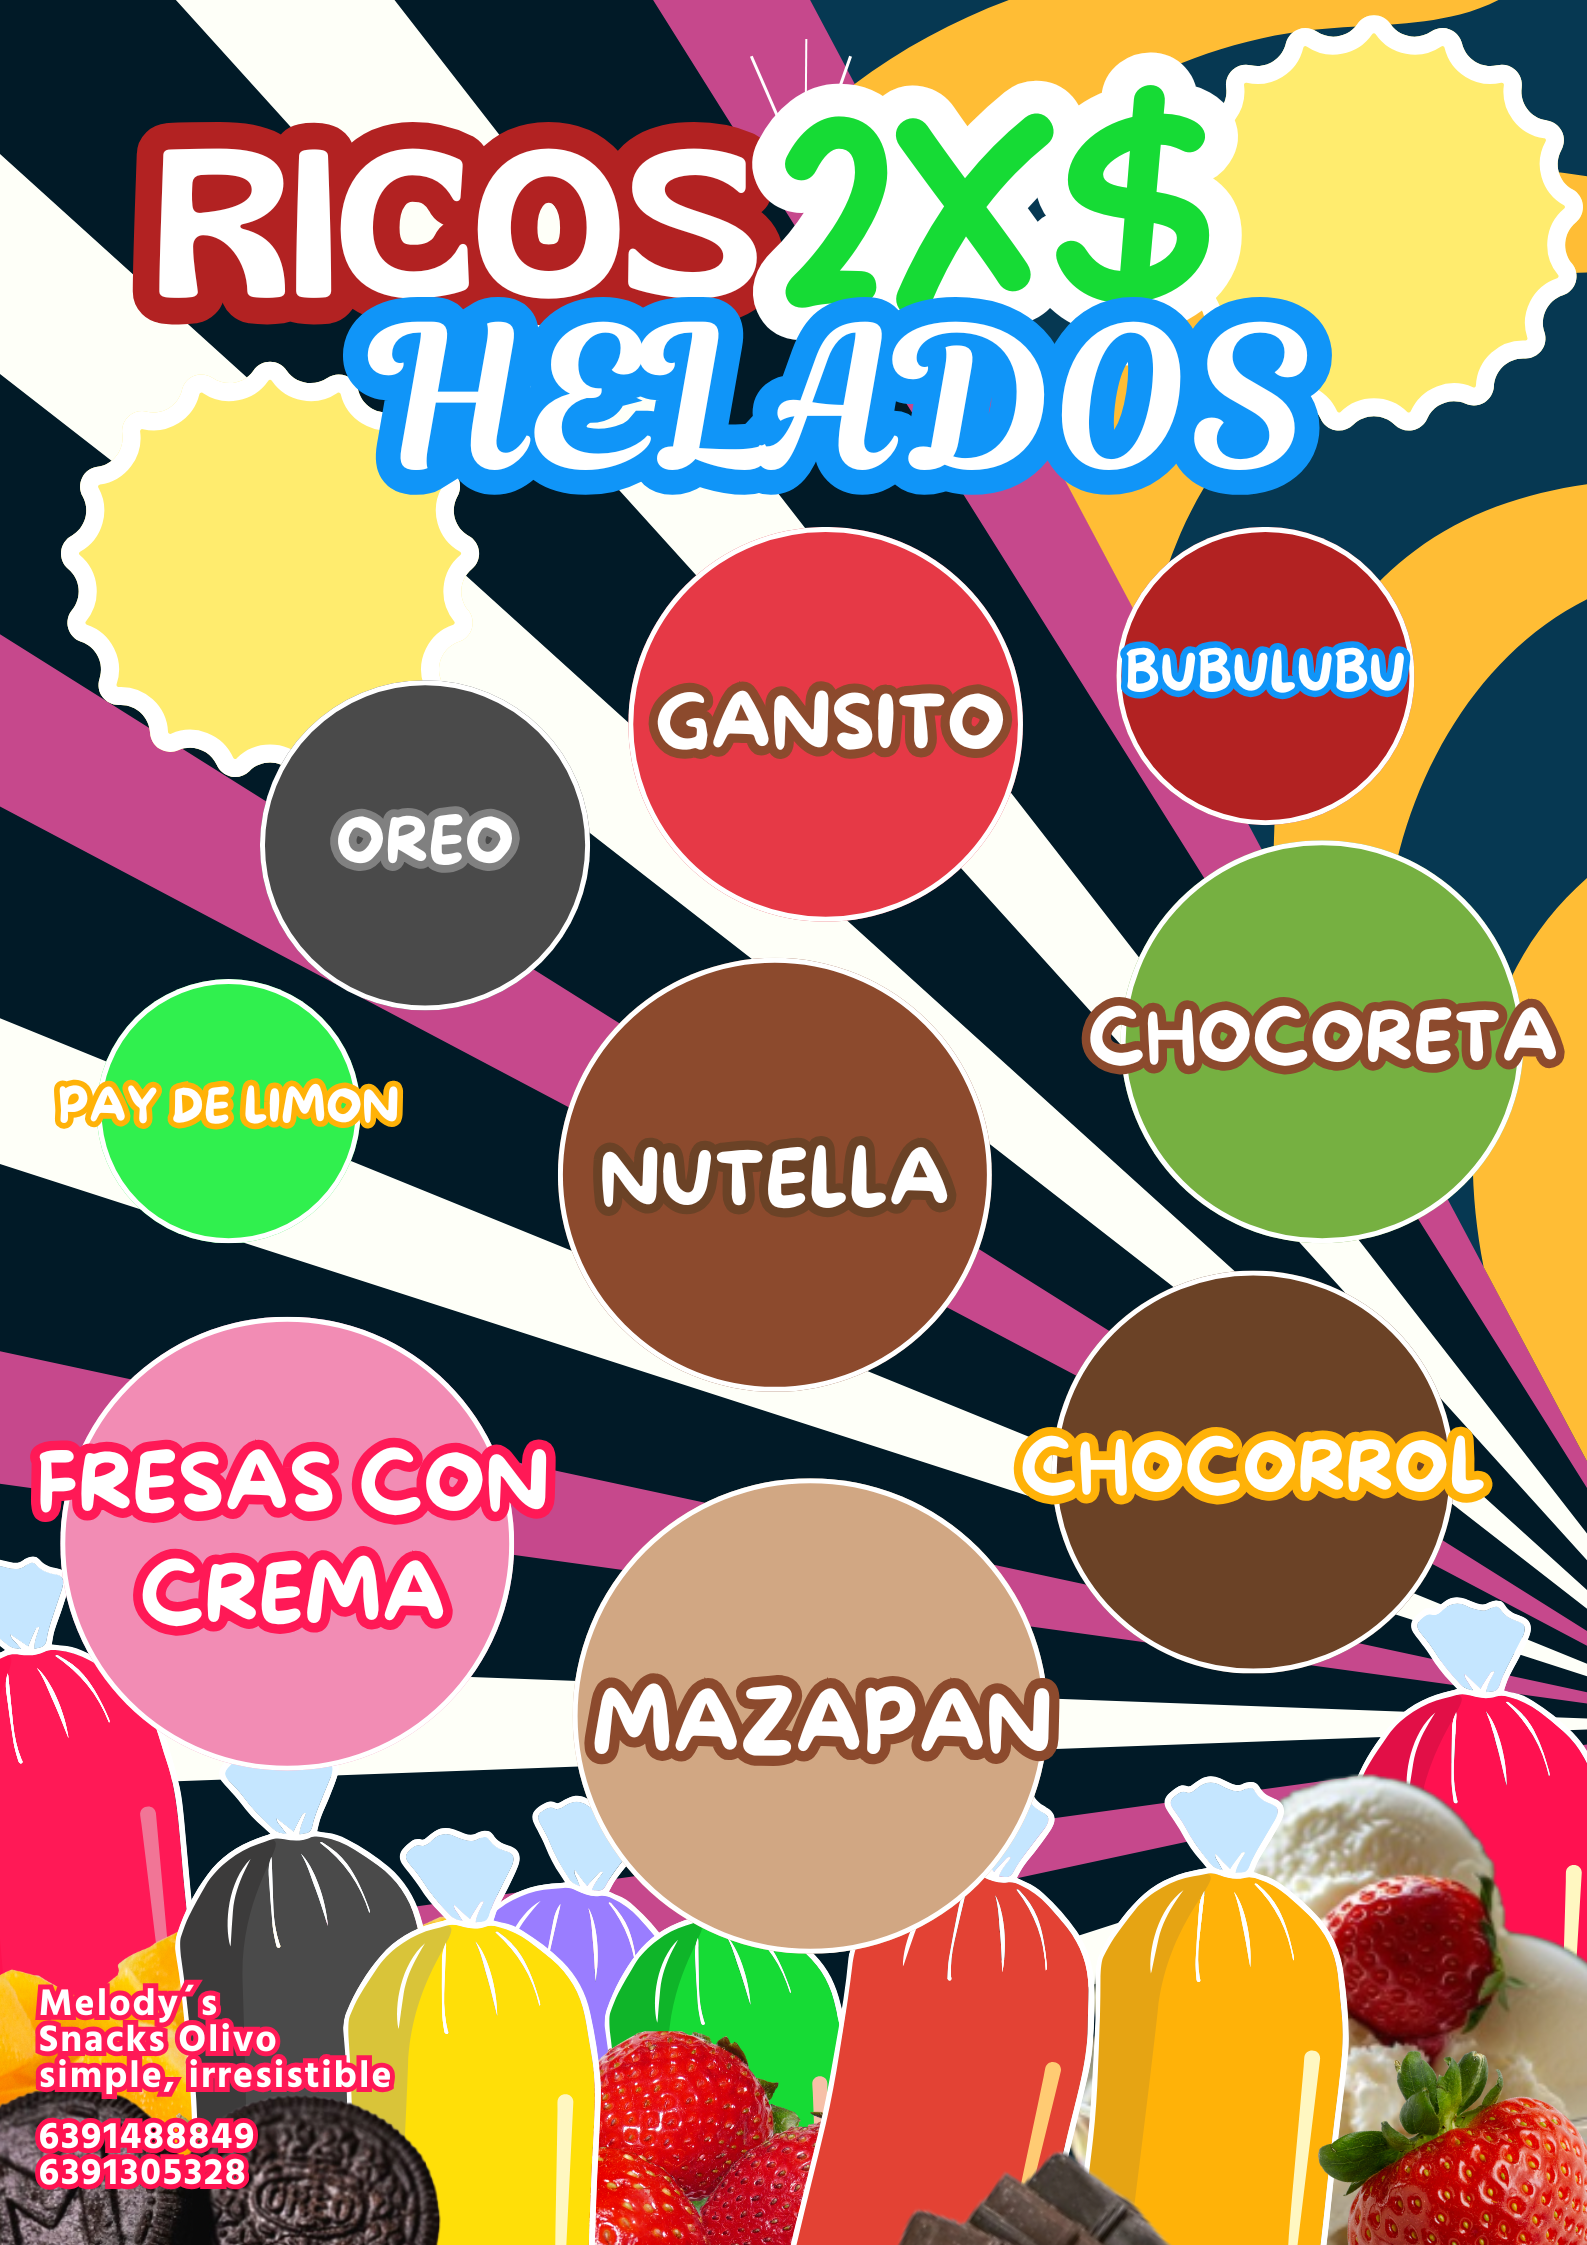 RICOS 2X$
HELADOS
GANSITO
BUBULUBU
OREO
CHOCORETA
PAY DE LIMON
NUTELLA
FRESAS CON
CREMA
CHOCORROL
MAZAPAN
Melody´s
Snacks Olivo
simple, irresistible
6391488849
6391305328
OREO